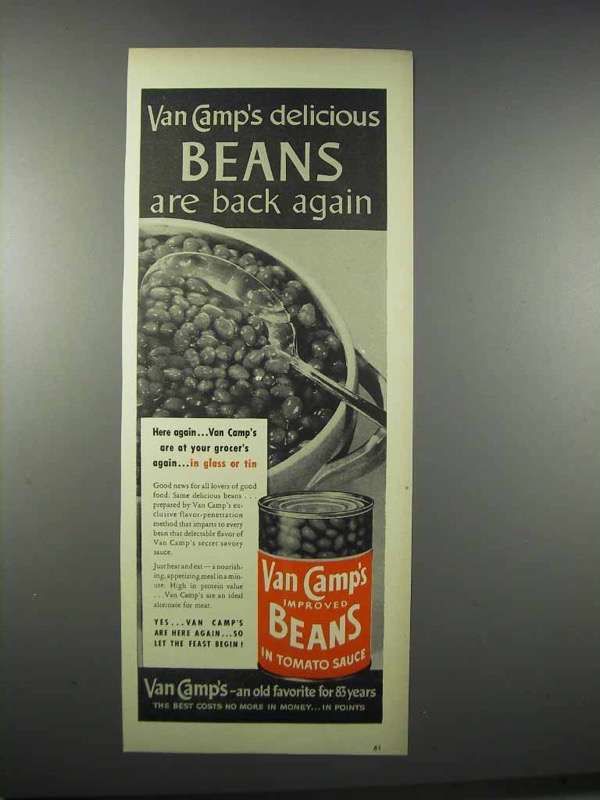 Van Camp's delicious
BEANS
are back again
Here again...Van Camp's
are at your grocer's
again...in glass or tin
Good news for all lovers of good
food. Same delicious beans . . .
prepared by Van Camp's ex-
clusive flavor-penetration
method that imparts to every
bean that delectable flavor of
Van Camp's secret savory
sauce.
Just heat and eat — a nourish-
ing, appetizing meal in a min-
ute. High in protein value
. . . Van Camp's are an ideal
alternate for meat.
YES...VAN CAMP'S
ARE HERE AGAIN...SO
LET THE FEAST BEGIN!
Van Camp's
IMPROVED
BEANS
IN TOMATO SAUCE
Van Camp's—an old favorite for 83 years
THE BEST COSTS NO MORE IN MONEY...IN POINTS